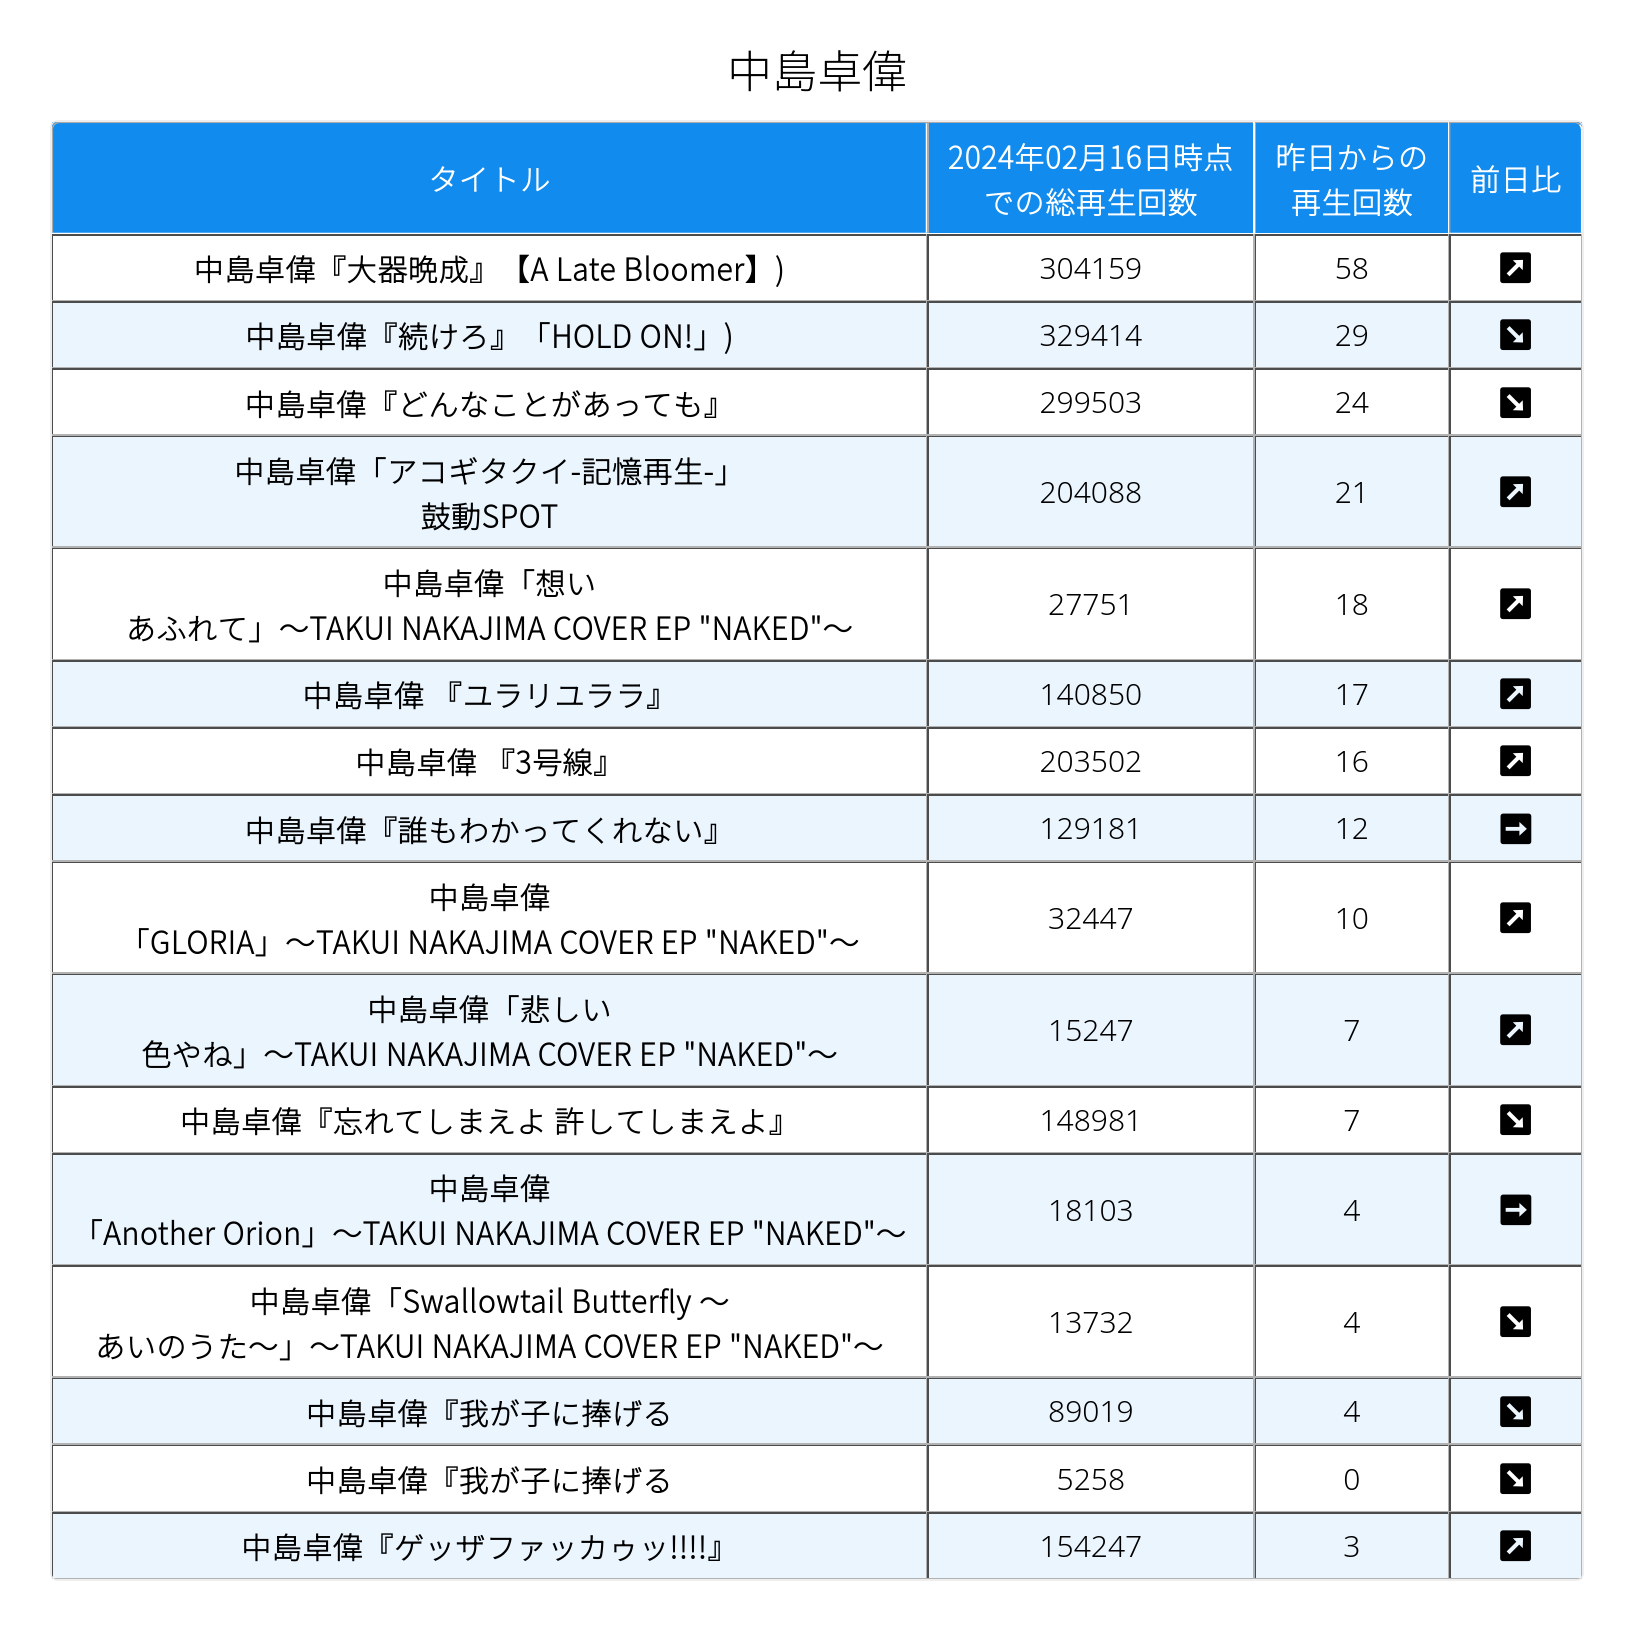 中島卓偉
タイトル
2024年02月16日時点
での総再生回数
昨日からの
再生回数
前日比
中島卓偉『大器晩成』【A Late Bloomer】)
304159
58
中島卓偉『続けろ』「HOLD ON!」)
329414
29
中島卓偉『どんなことがあっても』
299503
24
中島卓偉「アコギタクイ-記憶再生-」
鼓動SPOT
204088
21
中島卓偉「想い
あふれて」～TAKUI NAKAJIMA COVER EP "NAKED"～
27751
18
中島卓偉 『ユラリユララ』
140850
17
中島卓偉 『3号線』
203502
16
中島卓偉『誰もわかってくれない』
129181
12
中島卓偉
「GLORIA」～TAKUI NAKAJIMA COVER EP "NAKED"～
32447
10
中島卓偉「悲しい
色やね」～TAKUI NAKAJIMA COVER EP "NAKED"～
15247
7
中島卓偉『忘れてしまえよ 許してしまえよ』
148981
7
中島卓偉
「Another Orion」～TAKUI NAKAJIMA COVER EP "NAKED"～
18103
4
中島卓偉「Swallowtail Butterfly ～
あいのうた～」～TAKUI NAKAJIMA COVER EP "NAKED"～
13732
4
中島卓偉『我が子に捧げる
89019
4
中島卓偉『我が子に捧げる
5258
0
中島卓偉『ゲッザファッカゥッ!!!!』
154247
3